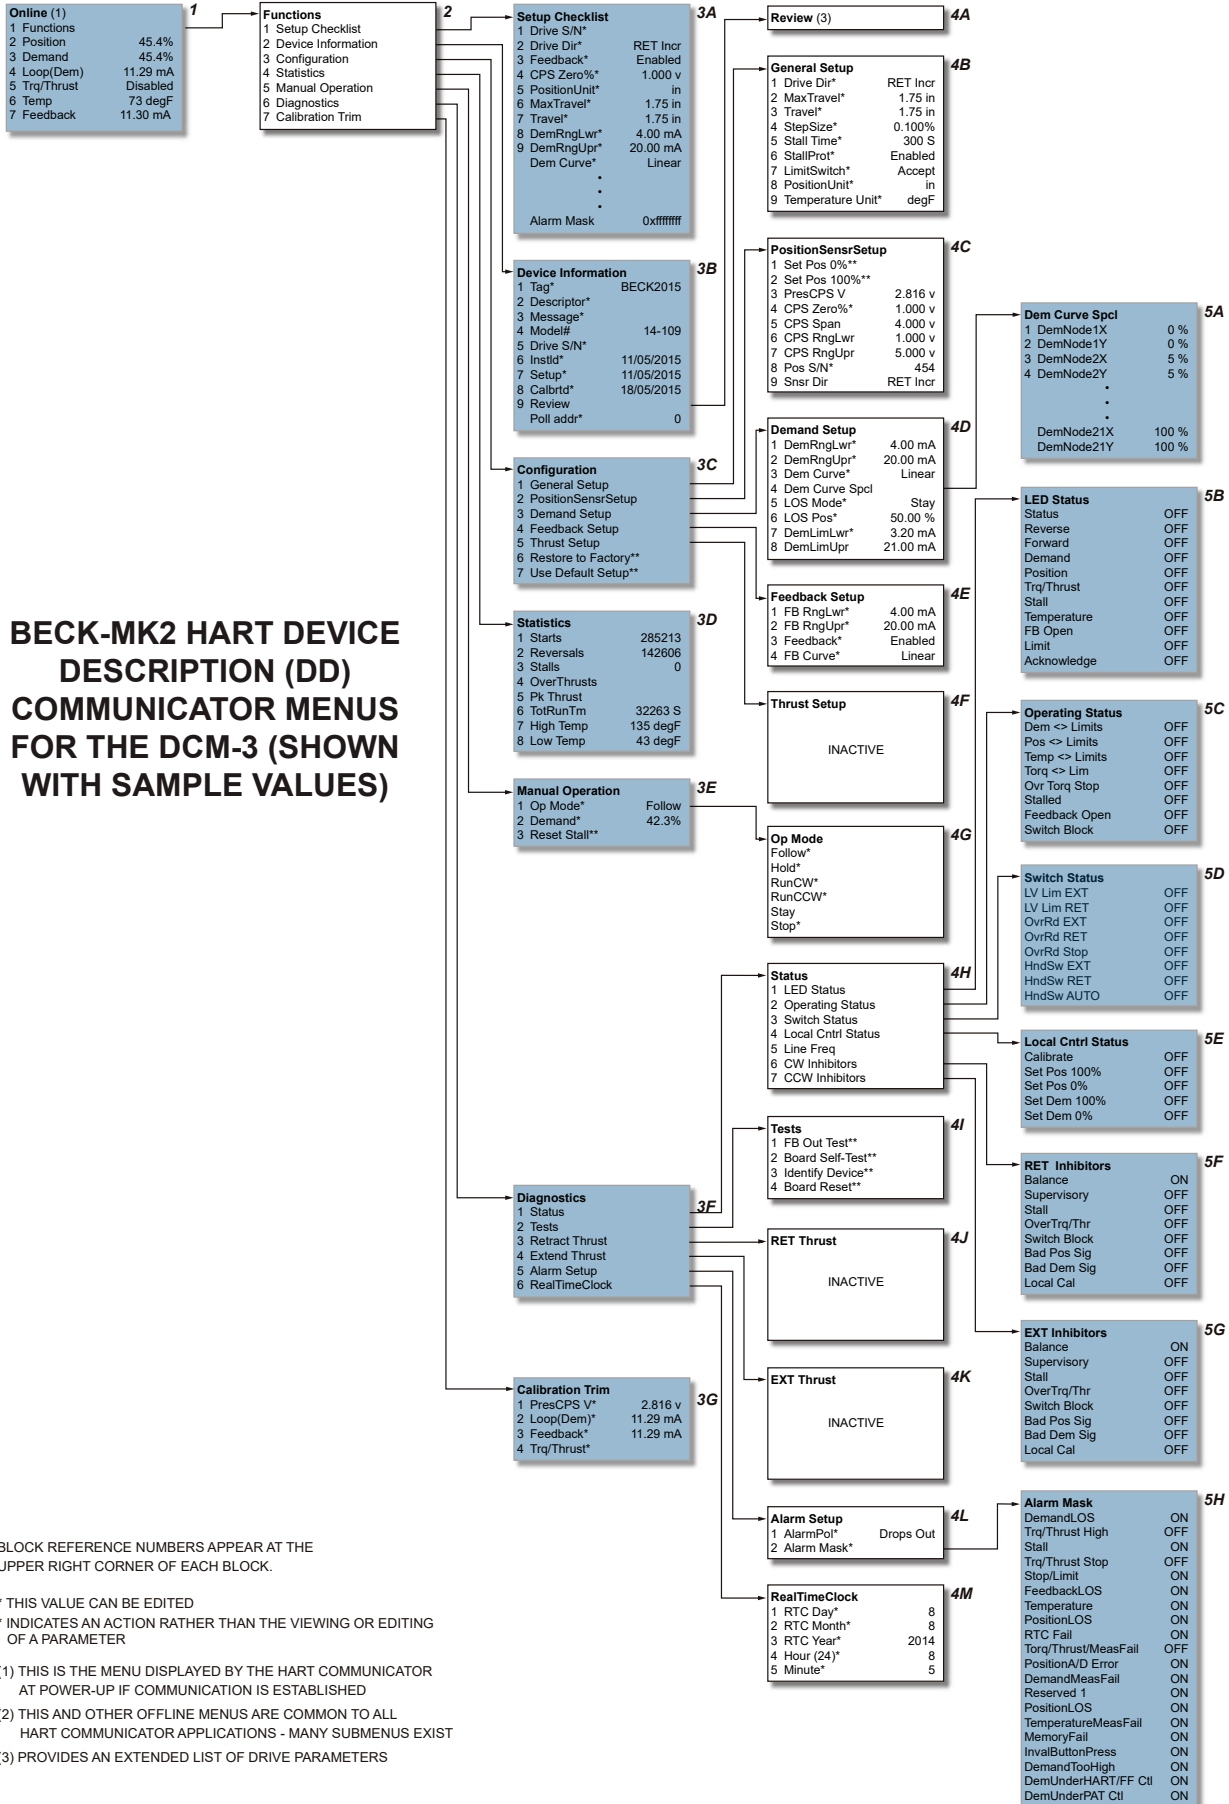 Online (1)
1 Functions
2 Position 45.4%
3 Demand 45.4%
4 Loop(Dem) 11.29 mA
5 Trq/Thrust Disabled
6 Temp 73 degF
7 Feedback 11.30 mA
1
Functions
1 Setup Checklist
2 Device Information
3 Configuration
4 Statistics
5 Manual Operation
6 Diagnostics
7 Calibration Trim
2
Setup Checklist
1 Drive S/N*
2 Drive Dir* RET Incr
3 Feedback* Enabled
4 CPS Zero%* 1.000 v
5 PositionUnit* in
6 MaxTravel* 1.75 in
7 Travel* 1.75 in
8 DemRngLwr* 4.00 mA
9 DemRngUpr* 20.00 mA
Dem Curve* Linear
•
•
•
Alarm Mask 0xffffffff
3A
Device Information
1 Tag* BECK2015
2 Descriptor*
3 Message*
4 Model# 14-109
5 Drive S/N*
6 Instld* 11/05/2015
7 Setup* 11/05/2015
8 Calbrtd* 18/05/2015
9 Review
Poll addr* 0
3B
Configuration
1 General Setup
2 PositionSensrSetup
3 Demand Setup
4 Feedback Setup
5 Thrust Setup
6 Restore to Factory**
7 Use Default Setup**
3C
Statistics
1 Starts 285213
2 Reversals 142606
3 Stalls 0
4 OverThrusts
5 Pk Thrust
6 TotRunTm 32263 S
7 High Temp 135 degF
8 Low Temp 43 degF
3D
Manual Operation
1 Op Mode* Follow
2 Demand* 42.3%
3 Reset Stall**
3E
Diagnostics
1 Status
2 Tests
3 Retract Thrust
4 Extend Thrust
5 Alarm Setup
6 RealTimeClock
3F
Calibration Trim
1 PresCPS V* 2.816 v
2 Loop(Dem)* 11.29 mA
3 Feedback* 11.29 mA
4 Trq/Thrust*
3G
Review (3)
4A
General Setup
1 Drive Dir* RET Incr
2 MaxTravel* 1.75 in
3 Travel* 1.75 in
4 StepSize* 0.100%
5 Stall Time* 300 S
6 StallProt* Enabled
7 LimitSwitch* Accept
8 PositionUnit* in
9 Temperature Unit* degF
4B
PositionSensrSetup
1 Set Pos 0%**
2 Set Pos 100%**
3 PresCPS V 2.816 v
4 CPS Zero%* 1.000 v
5 CPS Span 4.000 v
6 CPS RngLwr 1.000 v
7 CPS RngUpr 5.000 v
8 Pos S/N* 454
9 Snsr Dir RET Incr
4C
Demand Setup
1 DemRngLwr* 4.00 mA
2 DemRngUpr* 20.00 mA
3 Dem Curve* Linear
4 Dem Curve Spcl
5 LOS Mode* Stay
6 LOS Pos* 50.00 %
7 DemLimLwr* 3.20 mA
8 DemLimUpr 21.00 mA
4D
Feedback Setup
1 FB RngLwr* 4.00 mA
2 FB RngUpr* 20.00 mA
3 Feedback* Enabled
4 FB Curve* Linear
4E
Thrust Setup
INACTIVE
4F
Op Mode
Follow*
Hold*
RunCW*
RunCCW*
Stay
Stop*
4G
Status
1 LED Status
2 Operating Status
3 Switch Status
4 Local Cntrl Status
5 Line Freq
6 CW Inhibitors
7 CCW Inhibitors
4H
Tests
1 FB Out Test**
2 Board Self-Test**
3 Identify Device**
4 Board Reset**
4I
RET Thrust
INACTIVE
4J
EXT Thrust
INACTIVE
4K
Alarm Setup
1 AlarmPol* Drops Out
2 Alarm Mask*
4L
RealTimeClock
1 RTC Day* 8
2 RTC Month* 8
3 RTC Year* 2014
4 Hour (24)* 8
5 Minute* 5
4M
Dem Curve Spcl
1 DemNode1X 0 %
2 DemNode1Y 0 %
3 DemNode2X 5 %
4 DemNode2Y 5 %
•
•
•
DemNode21X 100 %
DemNode21Y 100 %
5A
LED Status
Status OFF
Reverse OFF
Forward OFF
Demand OFF
Position OFF
Trq/Thrust OFF
Stall OFF
Temperature OFF
FB Open OFF
Limit OFF
Acknowledge OFF
5B
Operating Status
Dem <> Limits OFF
Pos <> Limits OFF
Temp <> Limits OFF
Torq <> Lim OFF
Ovr Torq Stop OFF
Stalled OFF
Feedback Open OFF
Switch Block OFF
5C
Switch Status
LV Lim EXT OFF
LV Lim RET OFF
OvrRd EXT OFF
OvrRd RET OFF
OvrRd Stop OFF
HndSw EXT OFF
HndSw RET OFF
HndSw AUTO OFF
5D
Local Cntrl Status
Calibrate OFF
Set Pos 100% OFF
Set Pos 0% OFF
Set Dem 100% OFF
Set Dem 0% OFF
5E
RET Inhibitors
Balance ON
Supervisory OFF
Stall OFF
OverTrq/Thr OFF
Switch Block OFF
Bad Pos Sig OFF
Bad Dem Sig OFF
Local Cal OFF
5F
EXT Inhibitors
Balance ON
Supervisory OFF
Stall OFF
OverTrq/Thr OFF
Switch Block OFF
Bad Pos Sig OFF
Bad Dem Sig OFF
Local Cal OFF
5G
Alarm Mask
DemandLOS ON
Trq/Thrust High OFF
Stall ON
Trq/Thrust Stop OFF
Stop/Limit ON
FeedbackLOS ON
Temperature ON
PositionLOS ON
RTC Fail ON
Torq/Thrust/MeasFail OFF
PositionA/D Error ON
DemandMeasFail ON
Reserved 1 ON
PositionLOS ON
TemperatureMeasFail ON
MemoryFail ON
InvalButtonPress ON
DemandTooHigh ON
DemUnderHART/FF Ctl ON
DemUnderPAT Ctl ON
5H
BECK-MK2 HART DEVICE
DESCRIPTION (DD)
COMMUNICATOR MENUS
FOR THE DCM-3 (SHOWN
WITH SAMPLE VALUES)
BLOCK REFERENCE NUMBERS APPEAR AT THE
UPPER RIGHT CORNER OF EACH BLOCK.
* THIS VALUE CAN BE EDITED
* INDICATES AN ACTION RATHER THAN THE VIEWING OR EDITING
OF A PARAMETER
(1) THIS IS THE MENU DISPLAYED BY THE HART COMMUNICATOR
AT POWER-UP IF COMMUNICATION IS ESTABLISHED
(2) THIS AND OTHER OFFLINE MENUS ARE COMMON TO ALL
HART COMMUNICATOR APPLICATIONS - MANY SUBMENUS EXIST
(3) PROVIDES AN EXTENDED LIST OF DRIVE PARAMETERS